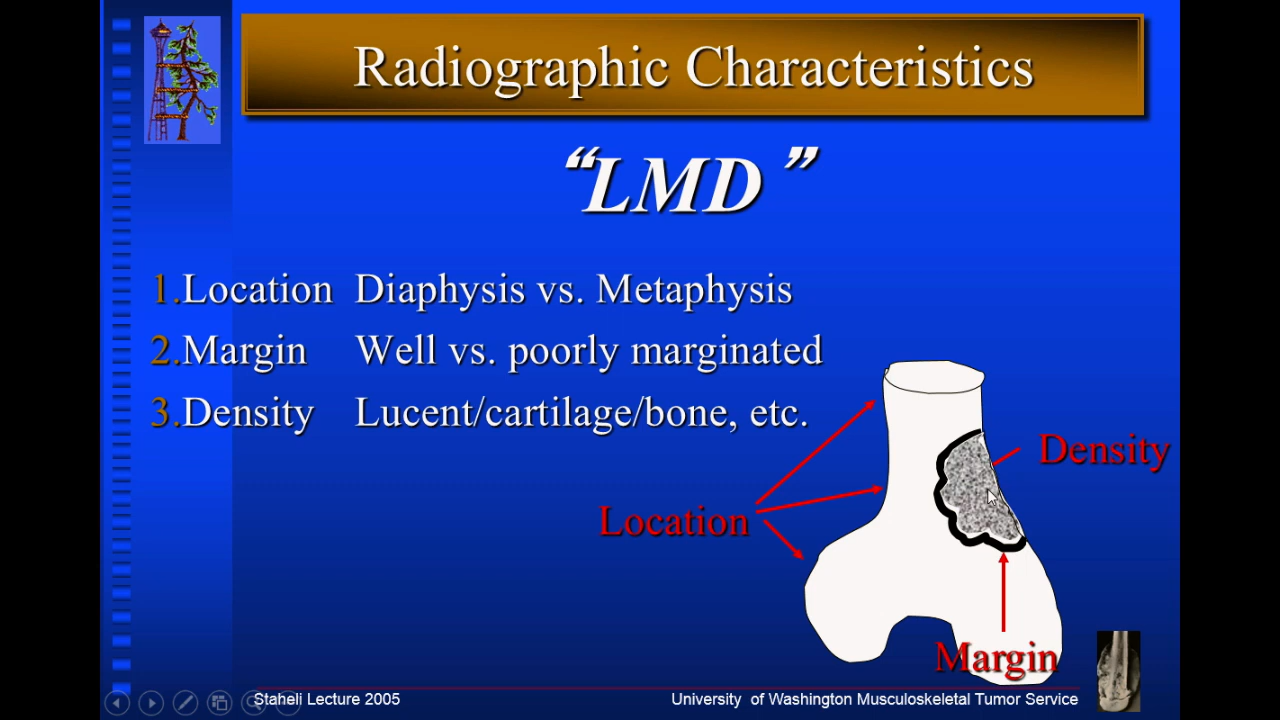 Radiographic Characteristics
“LMD”
1.Location Diaphysis vs. Metaphysis
2.Margin Well vs. poorly marginated
3.Density Lucent/cartilage/bone, etc.
Density
Location
Margin
Staheli Lecture 2005 University of Washington Musculoskeletal Tumor Service